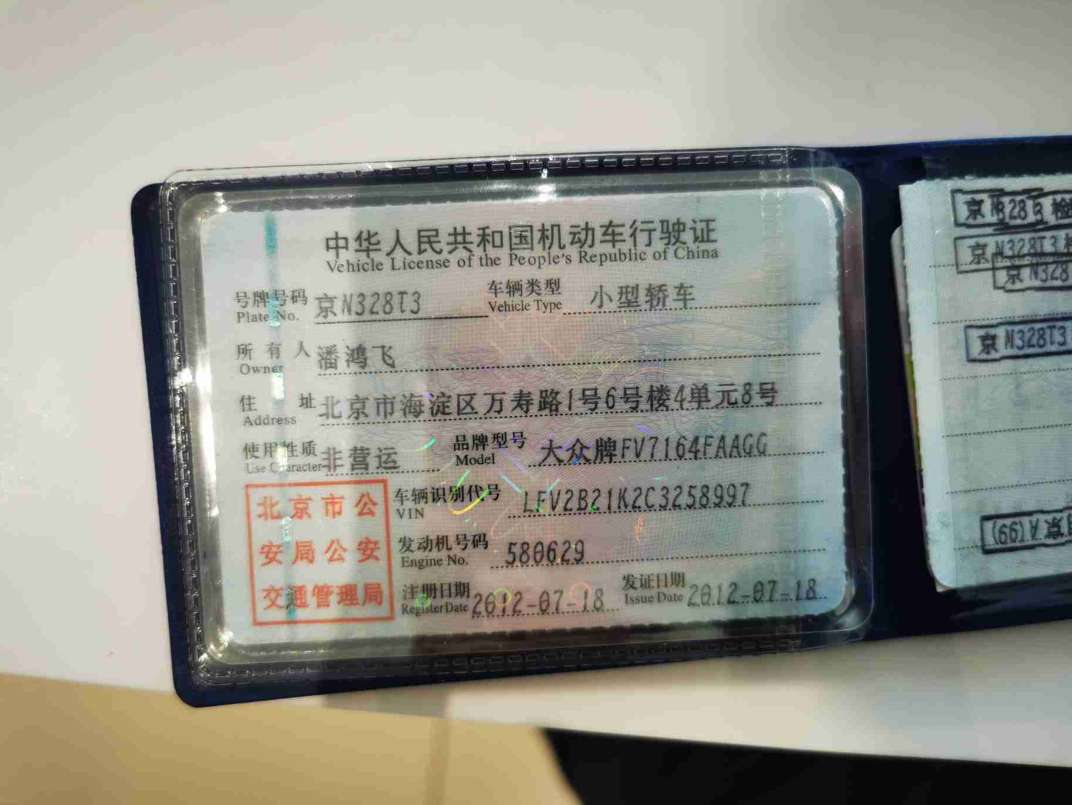 中华人民共和国机动车行驶证
Vehicle License of the People's Republic of China
号牌号码 京N328T3 车辆类型 小型轿车
Plate No. Vehicle Type
所有人 潘鸿飞
Owner
住址 北京市海淀区万寿路1号6号楼4单元8号
Address
使用性质 非营运 品牌型号 大众牌FV7164FAAGG
Use Character Model
北京市公
安局公安
交通管理局
车辆识别代号 LFV2B21K2C3258997
VIN
发动机号码 580629
Engine No.
注册日期 2012-07-18 发证日期 2012-07-18
Register Date Issue Date
京N328T3
京N328
京N328T3
京A(99)